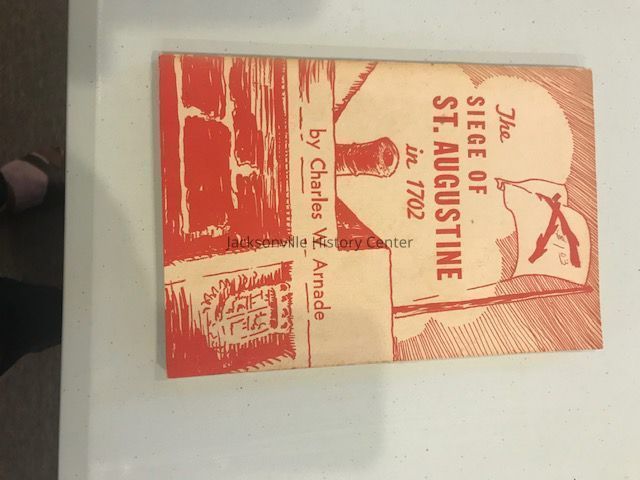 The
SIEGE OF
ST. AUGUSTINE
in 1702
by Charles W. Arnade
Jacksonville History Center